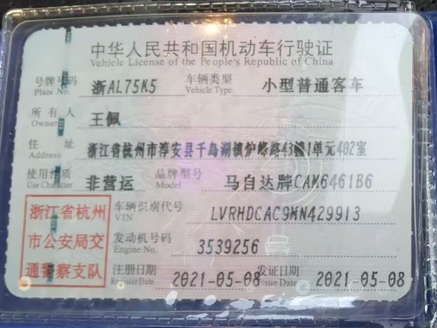 中华人民共和国机动车行驶证
Vehicle License of the People's Republic of China
号牌号码 Plate No. 浙AL75K5 车辆类型 Vehicle Type 小型普通客车
所有人 Owner 王佩
住址 Address 浙江省杭州市淳安县千岛湖镇炉峰路43幢1单元402室
使用性质 Use Character 非营运 品牌型号 Model 马自达牌CAM6461B6
浙江省杭州
市公安局交
通警察支队
车辆识别代号 VIN LVRHDCAC9MN429913
发动机号码 Engine No. 3539256
注册日期 Register Date 2021-05-08 发证日期 Issue Date 2021-05-08